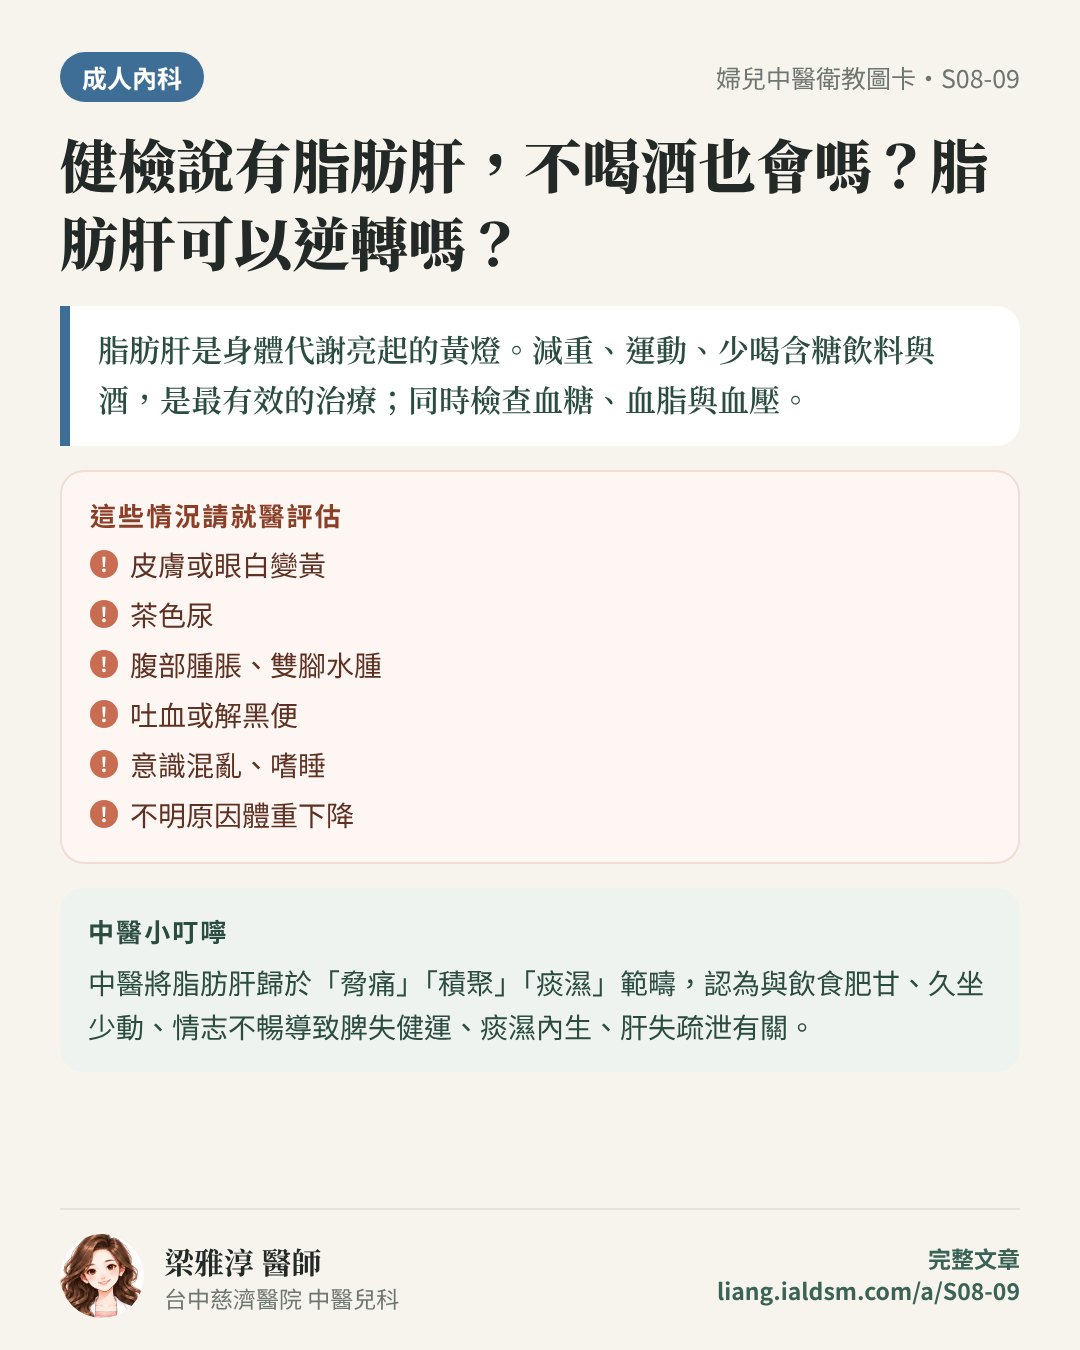 成人內科
婦兒中醫衛教圖卡・S08-09
健檢說有脂肪肝，不喝酒也會嗎？脂
肪肝可以逆轉嗎？
脂肪肝是身體代謝亮起的黃燈。減重、運動、少喝含糖飲料與
酒，是最有效的治療；同時檢查血糖、血脂與血壓。
這些情況請就醫評估
! 皮膚或眼白變黃
! 茶色尿
! 腹部腫脹、雙腳水腫
! 吐血或解黑便
! 意識混亂、嗜睡
! 不明原因體重下降
中醫小叮嚀
中醫將脂肪肝歸於「脅痛」「積聚」「痰濕」範疇，認為與飲食肥甘、久坐
少動、情志不暢導致脾失健運、痰濕內生、肝失疏泄有關。
梁雅淳 醫師
台中慈濟醫院 中醫兒科
完整文章
liang.ialdsm.com/a/S08-09